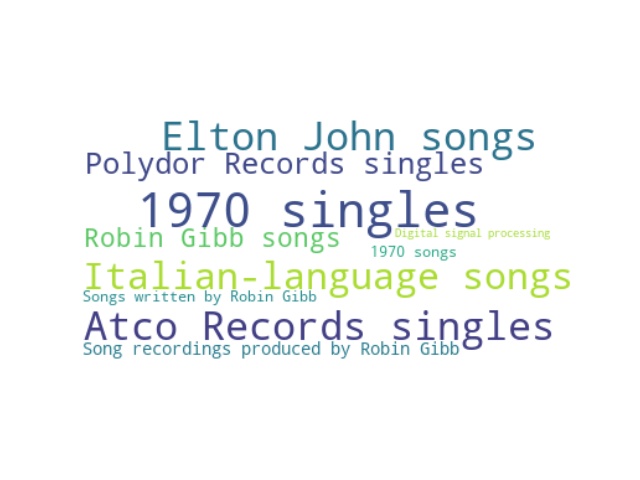 Elton John songs
Polydor Records singles
1970 singles
Digital signal processing
Robin Gibb songs
1970 songs
Italian-language songs
Songs written by Robin Gibb
Atco Records singles
Song recordings produced by Robin Gibb